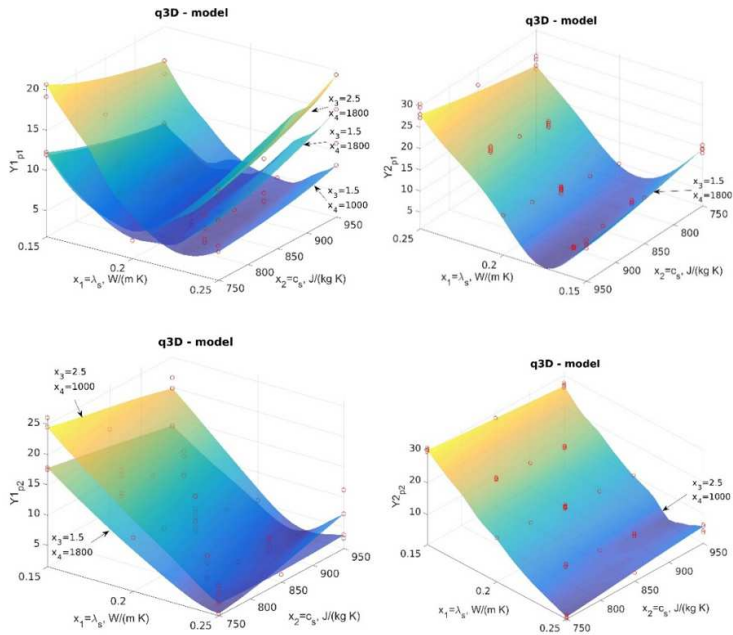 q3D - model
20
15
10
5
Y1p1
0.15
0.2
0.25
x1=λs, W/(m K)
750
800
850
900
950
x2=cs, J/(kg K)
x3=2.5
x4=1800
x3=1.5
x4=1800
x3=1.5
x4=1000
q3D - model
30
25
20
15
10
5
Y2p1
0.25
0.2
0.15
x1=λs, W/(m K)
950
900
850
800
750
x2=cs, J/(kg K)
x3=1.5
x4=1800
q3D - model
x3=2.5
x4=1000
25
20
15
10
5
Y1p2
x3=1.5
x4=1800
0.15
0.2
0.25
x1=λs, W/(m K)
750
800
850
900
950
x2=cs, J/(kg K)
q3D - model
30
25
20
15
10
Y2p2
0.15
0.2
0.25
x1=λs, W/(m K)
750
800
850
900
950
x2=cs, J/(kg K)
x3=2.5
x4=1000